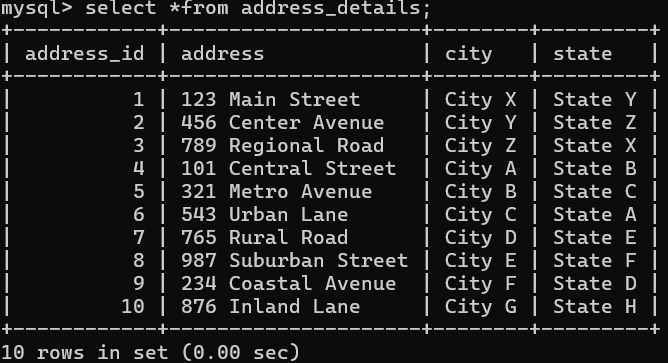 mysql> select *from address_details;
+------------+---------------------+--------+---------+
| address_id | address             | city   | state   |
+------------+---------------------+--------+---------+
|          1 | 123 Main Street     | City X | State Y |
|          2 | 456 Center Avenue   | City Y | State Z |
|          3 | 789 Regional Road   | City Z | State X |
|          4 | 101 Central Street  | City A | State B |
|          5 | 321 Metro Avenue    | City B | State C |
|          6 | 543 Urban Lane      | City C | State A |
|          7 | 765 Rural Road      | City D | State E |
|          8 | 987 Suburban Street | City E | State F |
|          9 | 234 Coastal Avenue  | City F | State D |
|         10 | 876 Inland Lane     | City G | State H |
+------------+---------------------+--------+---------+
10 rows in set (0.00 sec)